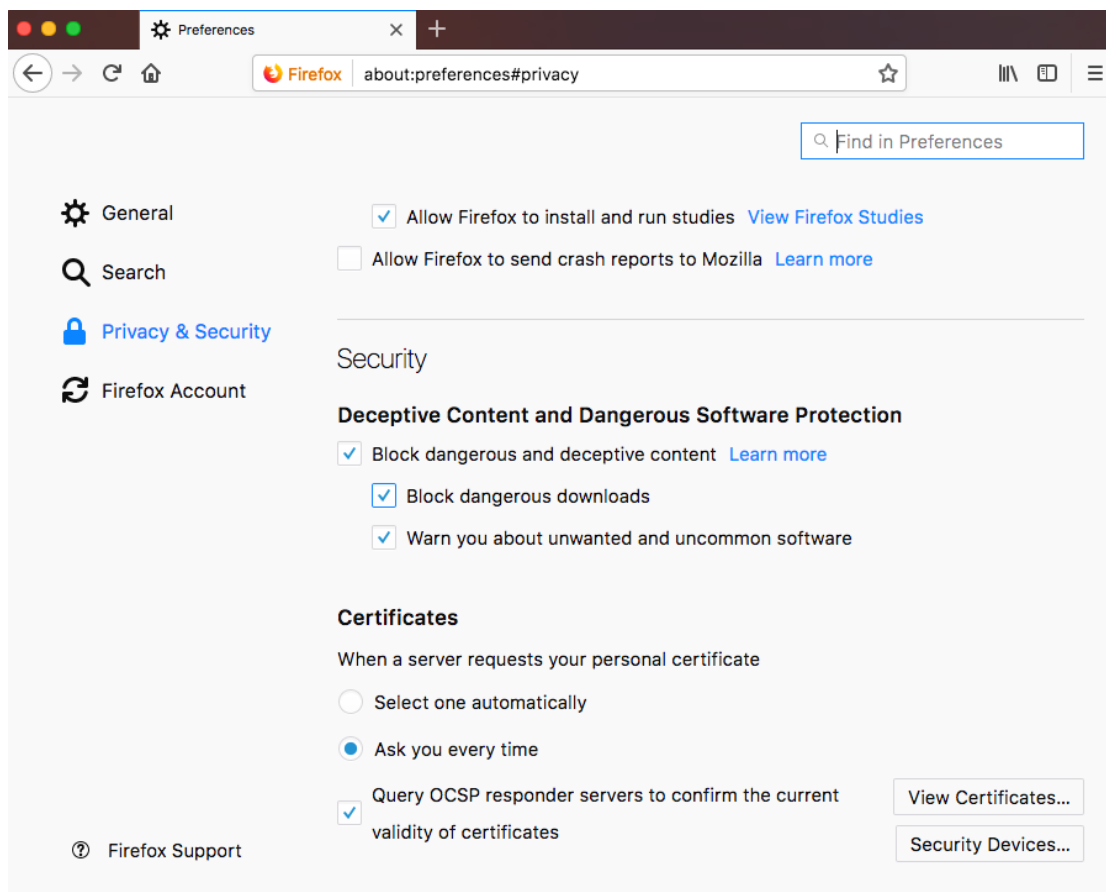 Preferences
Firefox about:preferences#privacy
Find in Preferences
General
Search
Privacy & Security
Firefox Account
Allow Firefox to install and run studies View Firefox Studies
Allow Firefox to send crash reports to Mozilla Learn more
Security
Deceptive Content and Dangerous Software Protection
Block dangerous and deceptive content Learn more
Block dangerous downloads
Warn you about unwanted and uncommon software
Certificates
When a server requests your personal certificate
Select one automatically
Ask you every time
Query OCSP responder servers to confirm the current
validity of certificates
View Certificates...
Security Devices...
Firefox Support